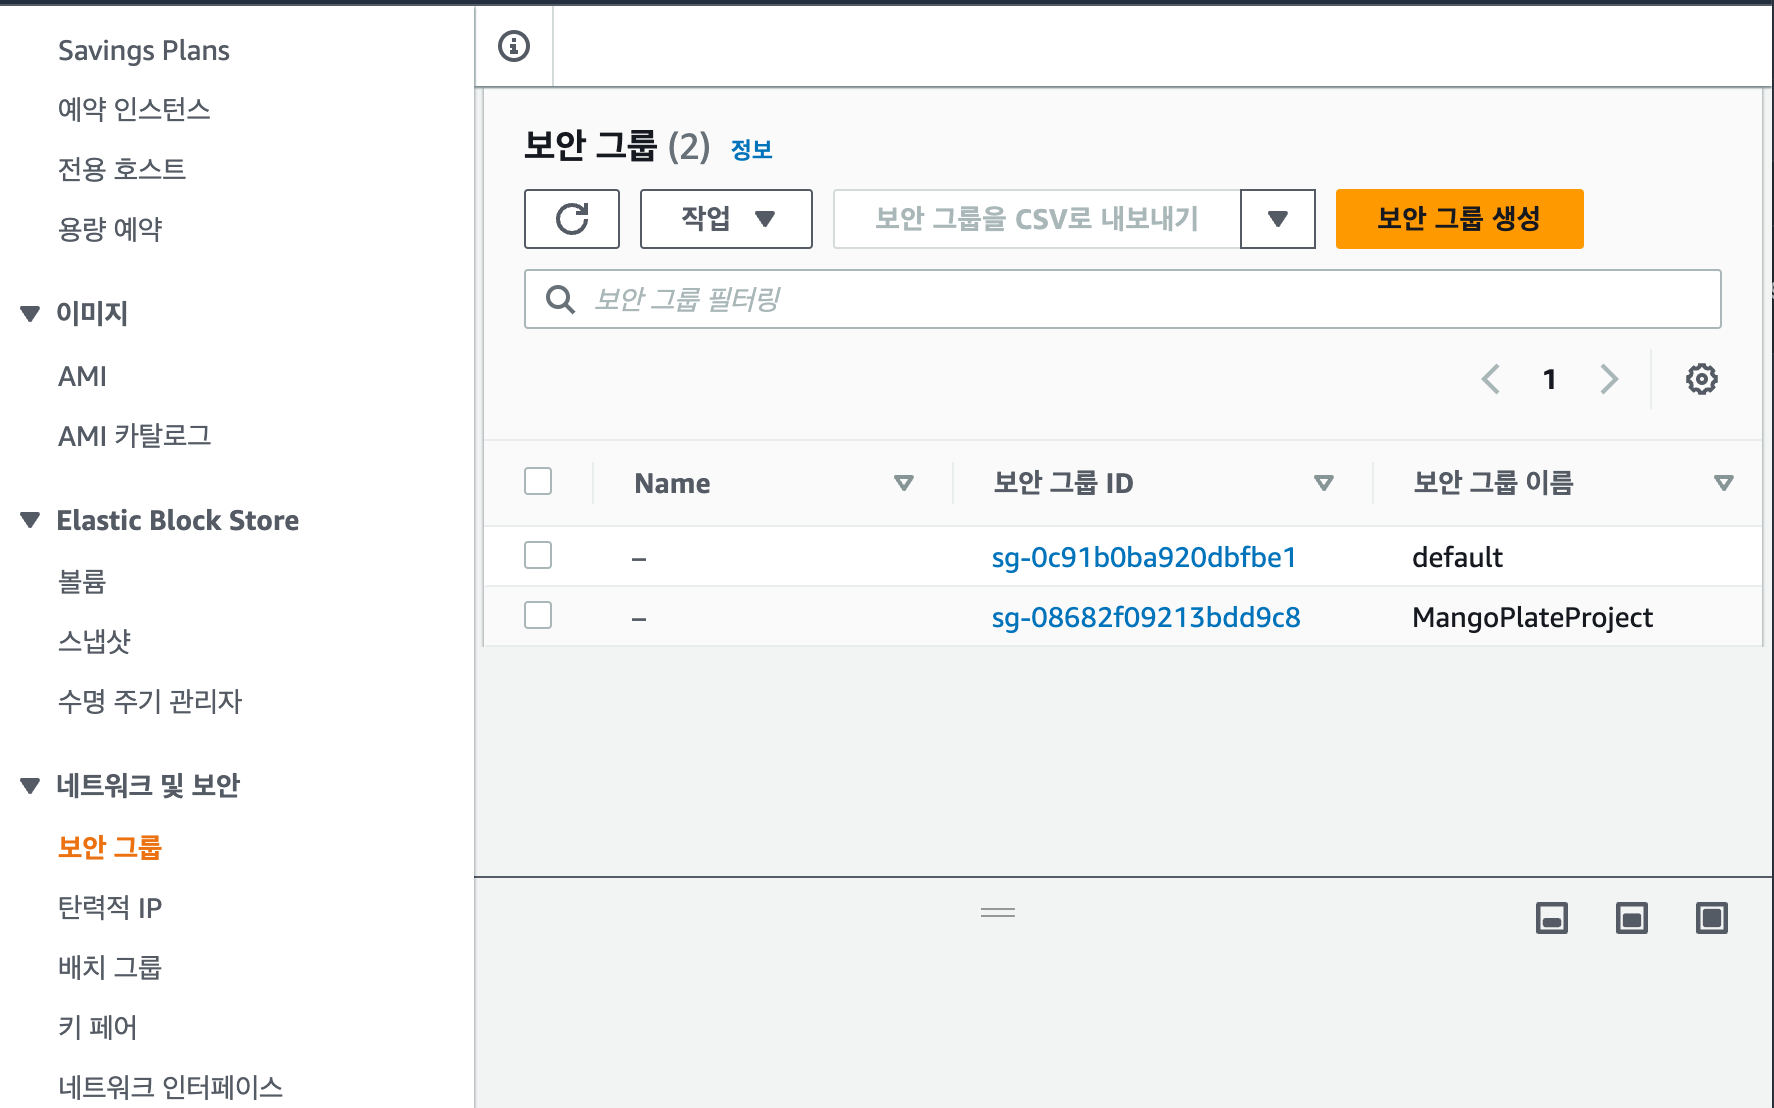 Savings Plans
예약 인스턴스
전용 호스트
용량 예약
이미지
AMI
AMI 카탈로그
Elastic Block Store
볼륨
스냅샷
수명 주기 관리자
네트워크 및 보안
보안 그룹
탄력적 IP
배치 그룹
키 페어
네트워크 인터페이스
보안 그룹 (2) 정보
작업 보안 그룹을 CSV로 내보내기 보안 그룹 생성
보안 그룹 필터링
1
Name 보안 그룹 ID 보안 그룹 이름
– sg-0c91b0ba920dbfbe1 default
– sg-08682f09213bdd9c8 MangoPlateProject